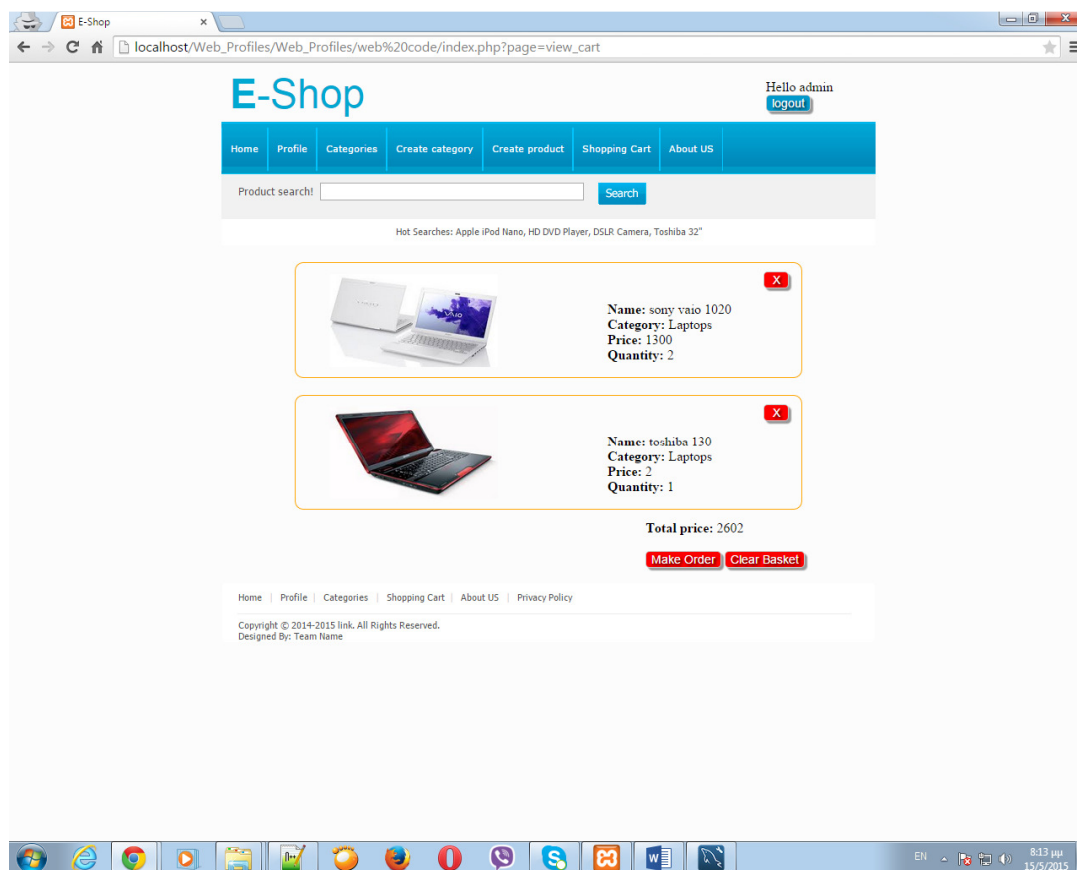 E-Shop
localhost/Web_Profiles/Web_Profiles/web%20code/index.php?page=view_cart
E-Shop
Hello admin
logout
Home Profile Categories Create category Create product Shopping Cart About US
Product search! Search
Hot Searches: Apple iPod Nano, HD DVD Player, DSLR Camera, Toshiba 32"
X
VAIO
Name: sony vaio 1020
Category: Laptops
Price: 1300
Quantity: 2
X
Name: toshiba 130
Category: Laptops
Price: 2
Quantity: 1
Total price: 2602
Make Order Clear Basket
Home | Profile | Categories | Shopping Cart | About US | Privacy Policy
Copyright © 2014-2015 link. All Rights Reserved.
Designed By: Team Name
EN 8:13 μμ
15/5/2015